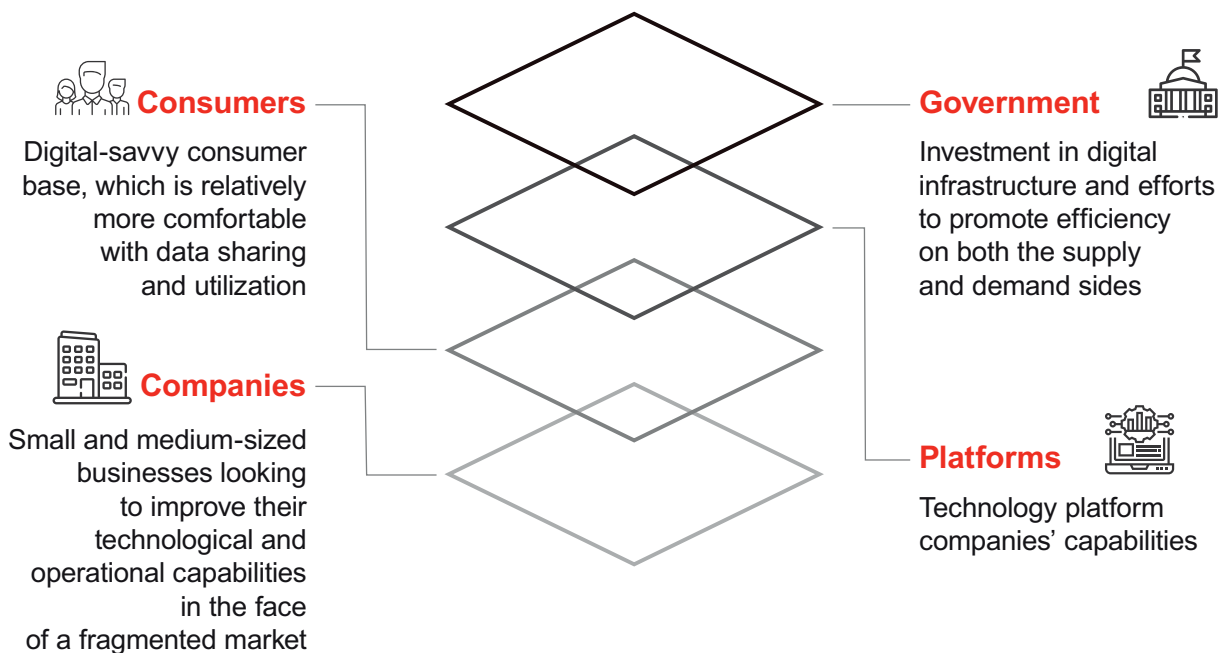 Consumers
Digital-savvy consumer
base, which is relatively
more comfortable
with data sharing
and utilization
Companies
Small and medium-sized
businesses looking
to improve their
technological and
operational capabilities
in the face
of a fragmented market
Government
Investment in digital
infrastructure and efforts
to promote efficiency
on both the supply
and demand sides
Platforms
Technology platform
companies’ capabilities